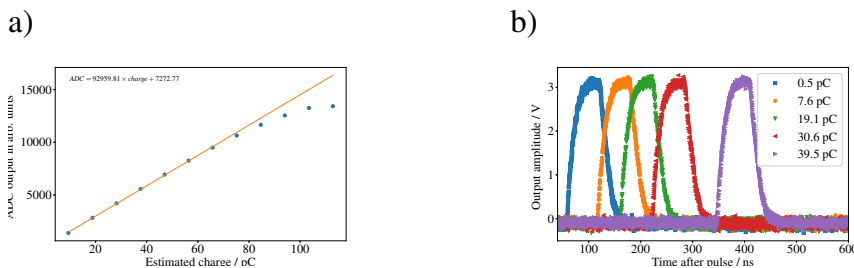 a)
b)
ADC = 92959.81 × charge + 7272.77
15000
10000
5000
ADC output in arb. units
20
40
60
80
100
Estimated charge / pC
3
2
1
0
Output amplitude / V
0.5 pC
7.6 pC
19.1 pC
30.6 pC
39.5 pC
100
200
300
400
500
600
Time after pulse / ns